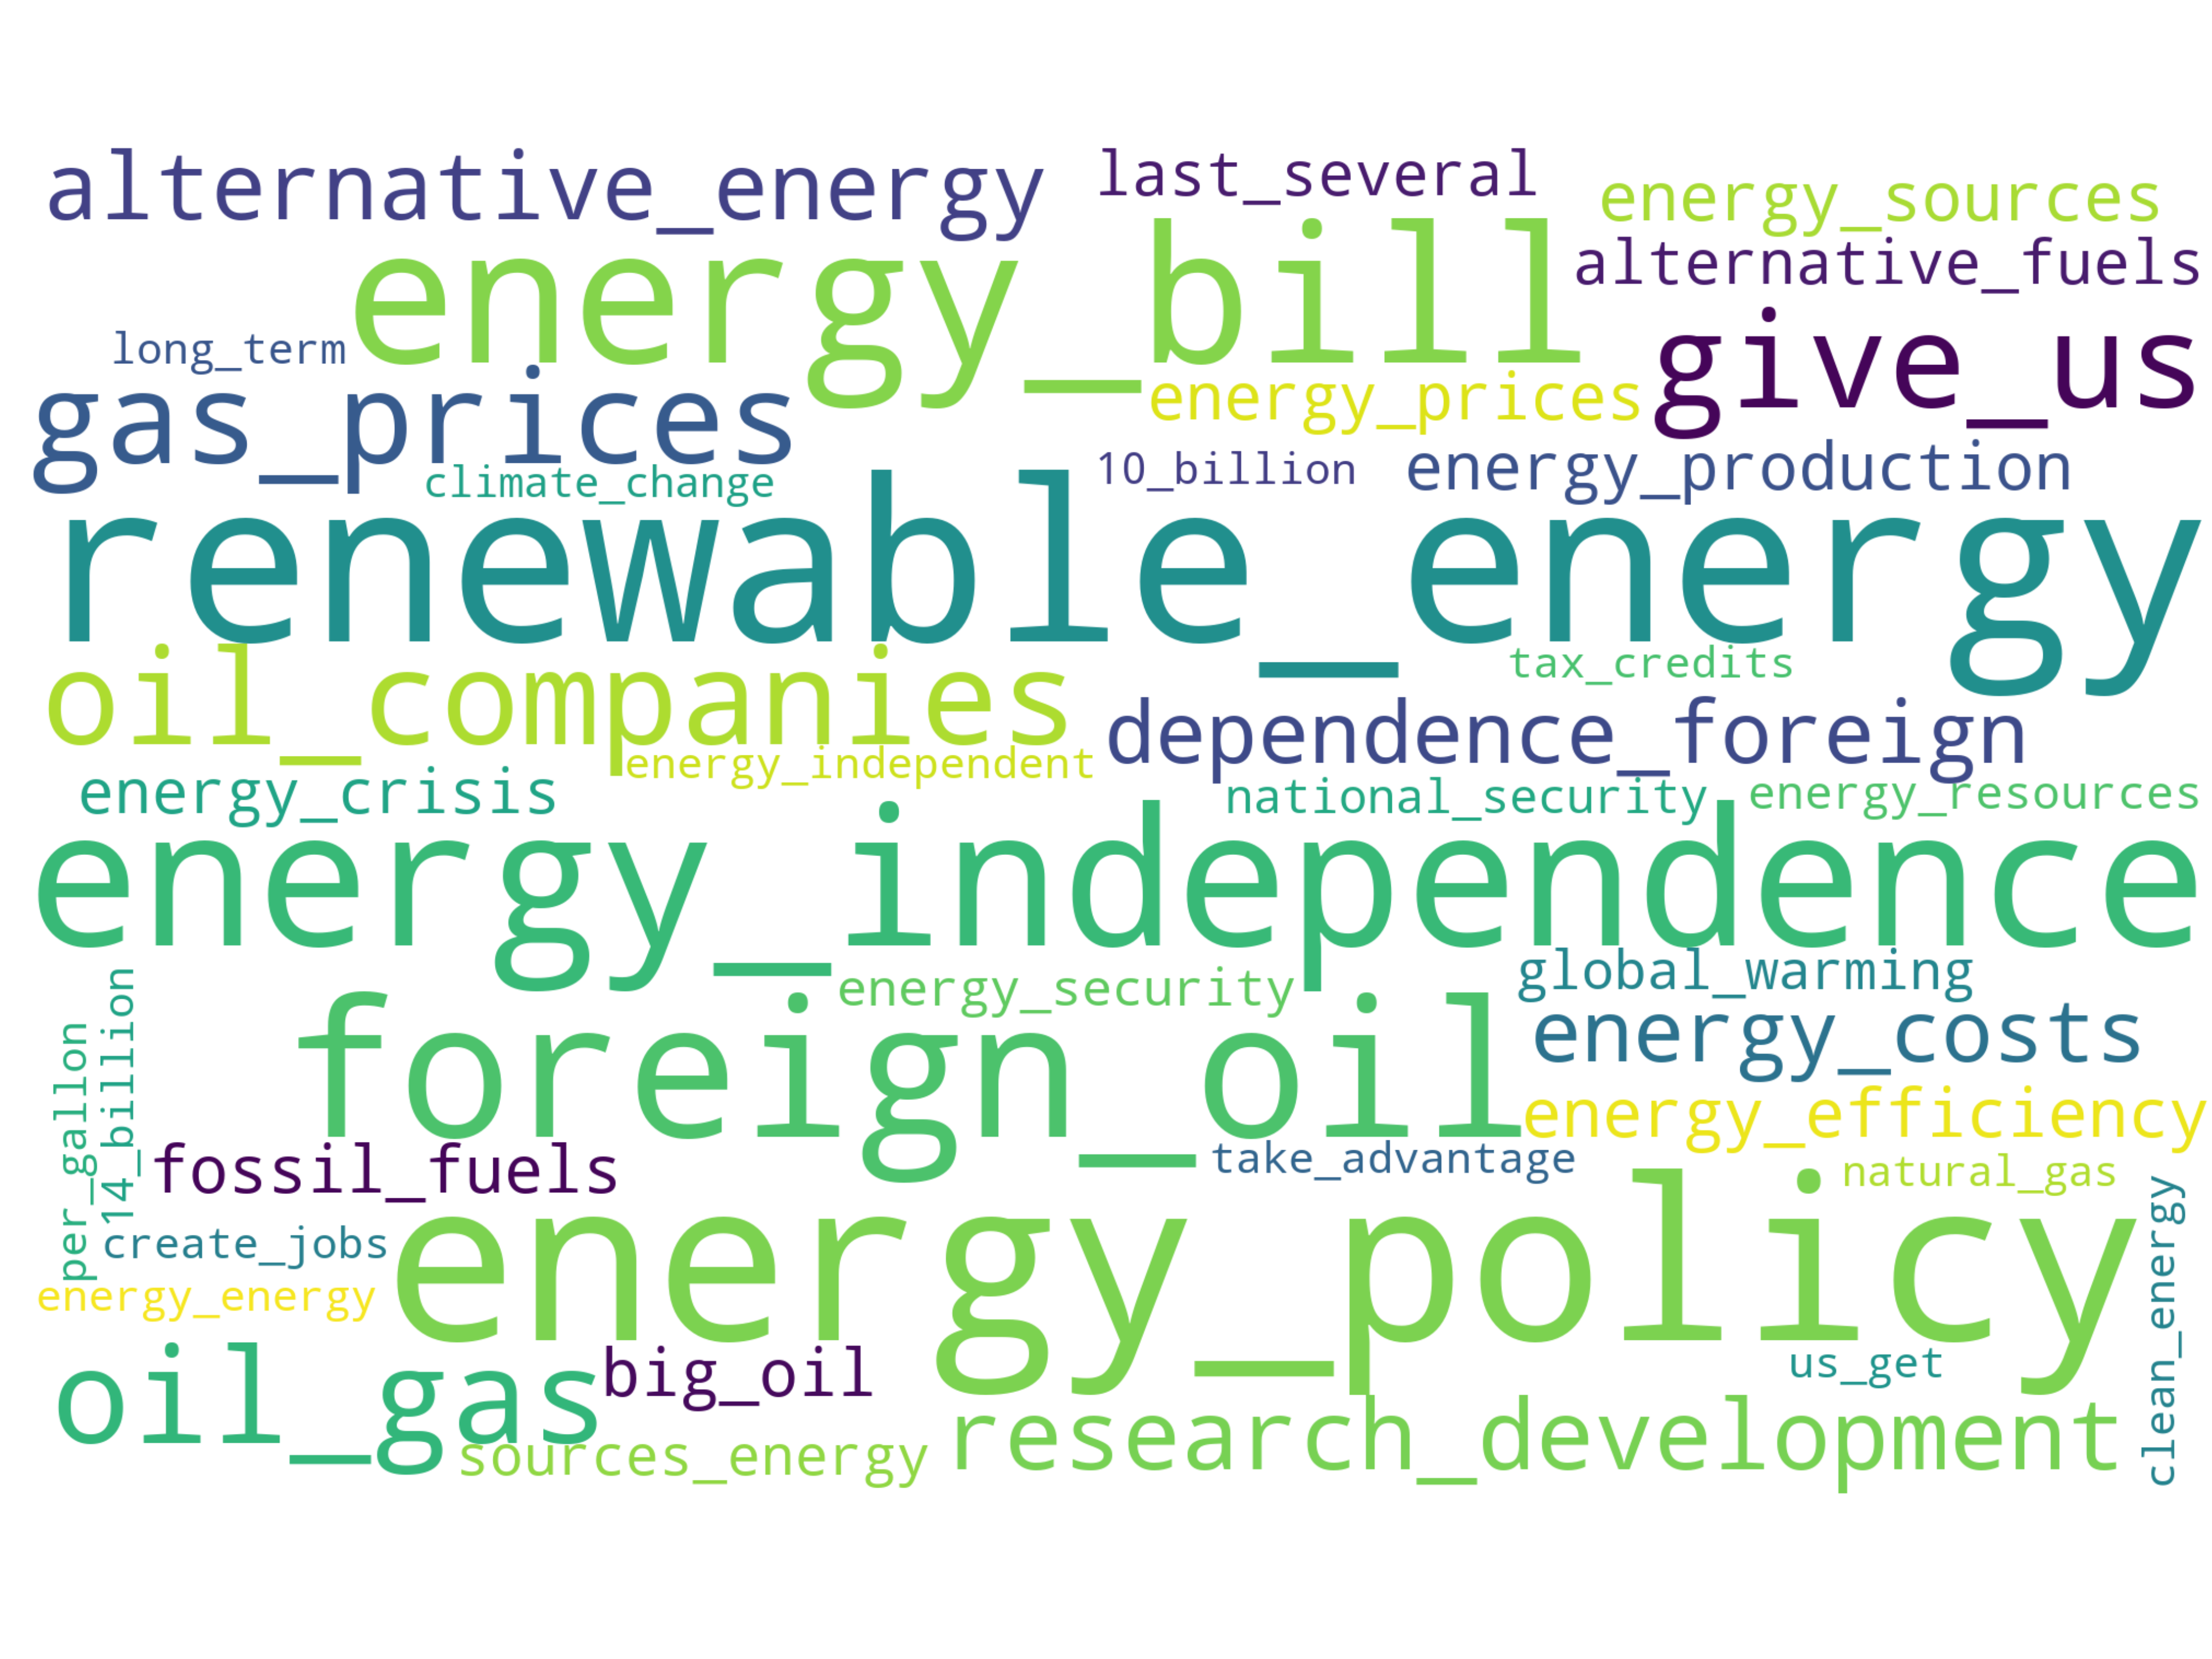 alternative_energy
last_several
energy_sources
energy_bill
alternative_fuels
long_term
give_us
gas_prices
energy_prices
climate_change
10_billion
energy_production
renewable_energy
oil_companies
tax_credits
dependence_foreign
energy_independent
energy_crisis
national_security
energy_resources
energy_independence
energy_security
global_warming
foreign_oil
energy_costs
per_gallon
14_billion
energy_efficiency
fossil_fuels
take_advantage
natural_gas
create_jobs
energy_policy
energy_energy
clean_energy
oil_gas
big_oil
us_get
sources_energy
research_development